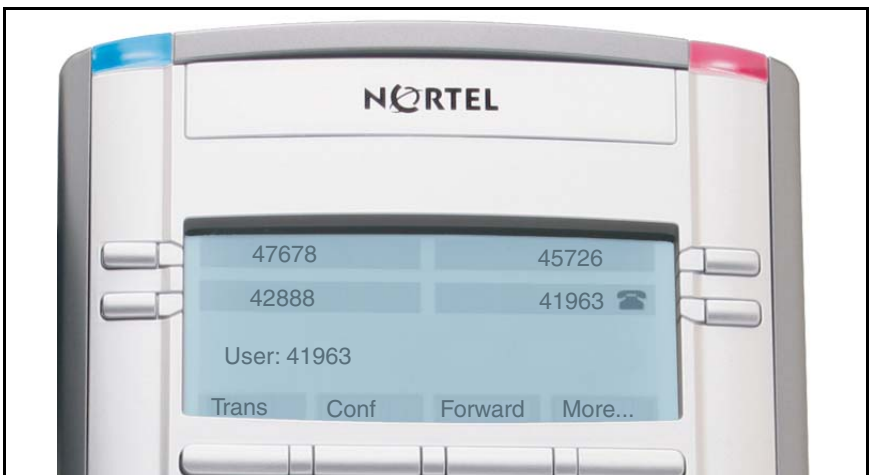 NORTEL
47678 45726
42888 41963
User: 41963
Trans Conf Forward More...